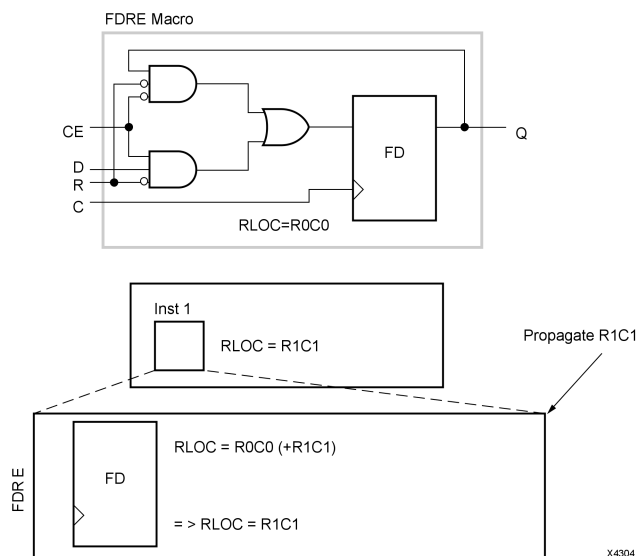 FDRE Macro
CE
D
R
C
FD
Q
RLOC=R0C0
Inst 1
RLOC = R1C1
Propagate R1C1
FDR E
FD
RLOC = R0C0 (+R1C1)
= > RLOC = R1C1
X4304